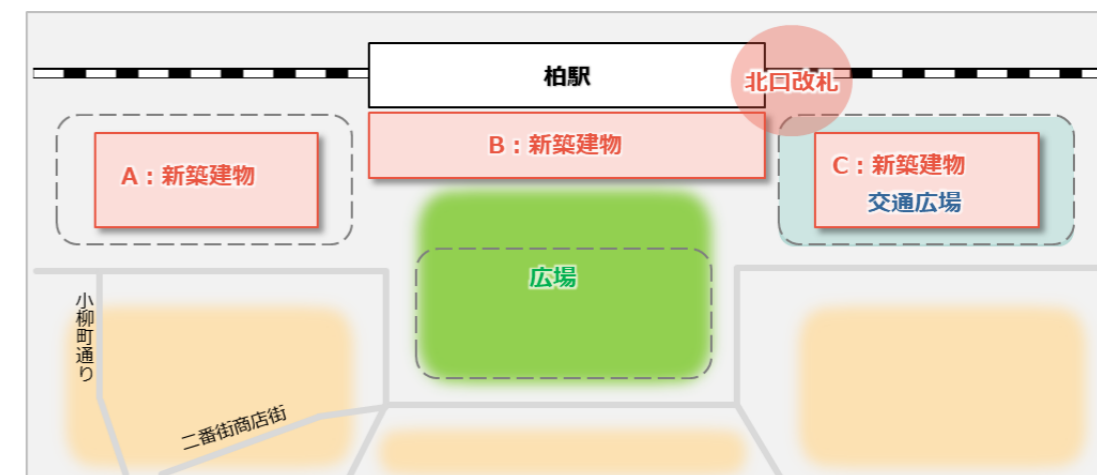 柏駅
北口改札
A：新築建物
B：新築建物
C：新築建物
交通広場
広場
小柳町通り
二番街商店街